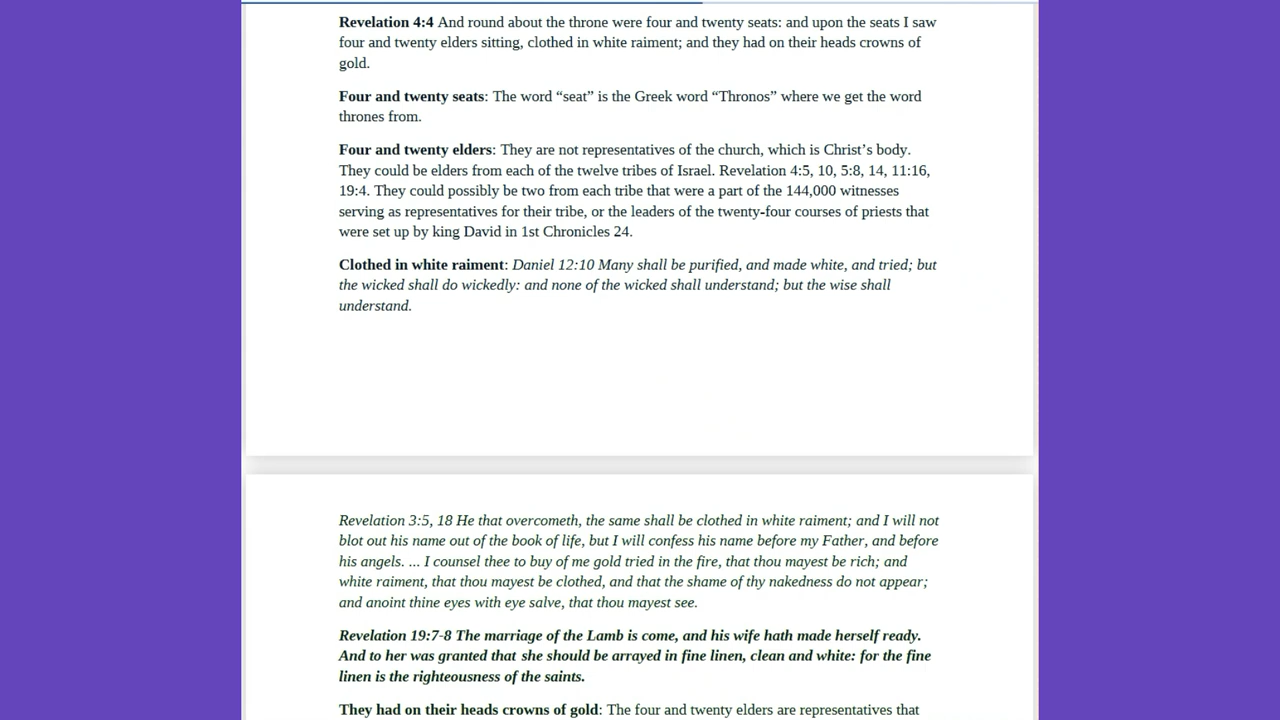 Revelation 4:4 And round about the throne were four and twenty seats: and upon the seats I saw
four and twenty elders sitting, clothed in white raiment; and they had on their heads crowns of
gold.
Four and twenty seats: The word “seat” is the Greek word “Thronos” where we get the word
thrones from.
Four and twenty elders: They are not representatives of the church, which is Christ’s body.
They could be elders from each of the twelve tribes of Israel. Revelation 4:5, 10, 5:8, 14, 11:16,
19:4. They could possibly be two from each tribe that were a part of the 144,000 witnesses
serving as representatives for their tribe, or the leaders of the twenty-four courses of priests that
were set up by king David in 1st Chronicles 24.
Clothed in white raiment: Daniel 12:10 Many shall be purified, and made white, and tried; but
the wicked shall do wickedly: and none of the wicked shall understand; but the wise shall
understand.
Revelation 3:5, 18 He that overcometh, the same shall be clothed in white raiment; and I will not
blot out his name out of the book of life, but I will confess his name before my Father, and before
his angels. ... I counsel thee to buy of me gold tried in the fire, that thou mayest be rich; and
white raiment, that thou mayest be clothed, and that the shame of thy nakedness do not appear;
and anoint thine eyes with eye salve, that thou mayest see.
Revelation 19:7-8 The marriage of the Lamb is come, and his wife hath made herself ready.
And to her was granted that she should be arrayed in fine linen, clean and white: for the fine
linen is the righteousness of the saints.
They had on their heads crowns of gold: The four and twenty elders are representatives that